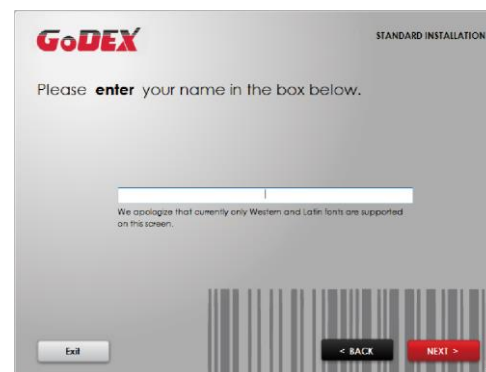 GoDEX
STANDARD INSTALLATION
Please enter your name in the box below.
We apologize that currently only Western and Latin fonts are supported
on this screen.
Exit
< BACK
NEXT >